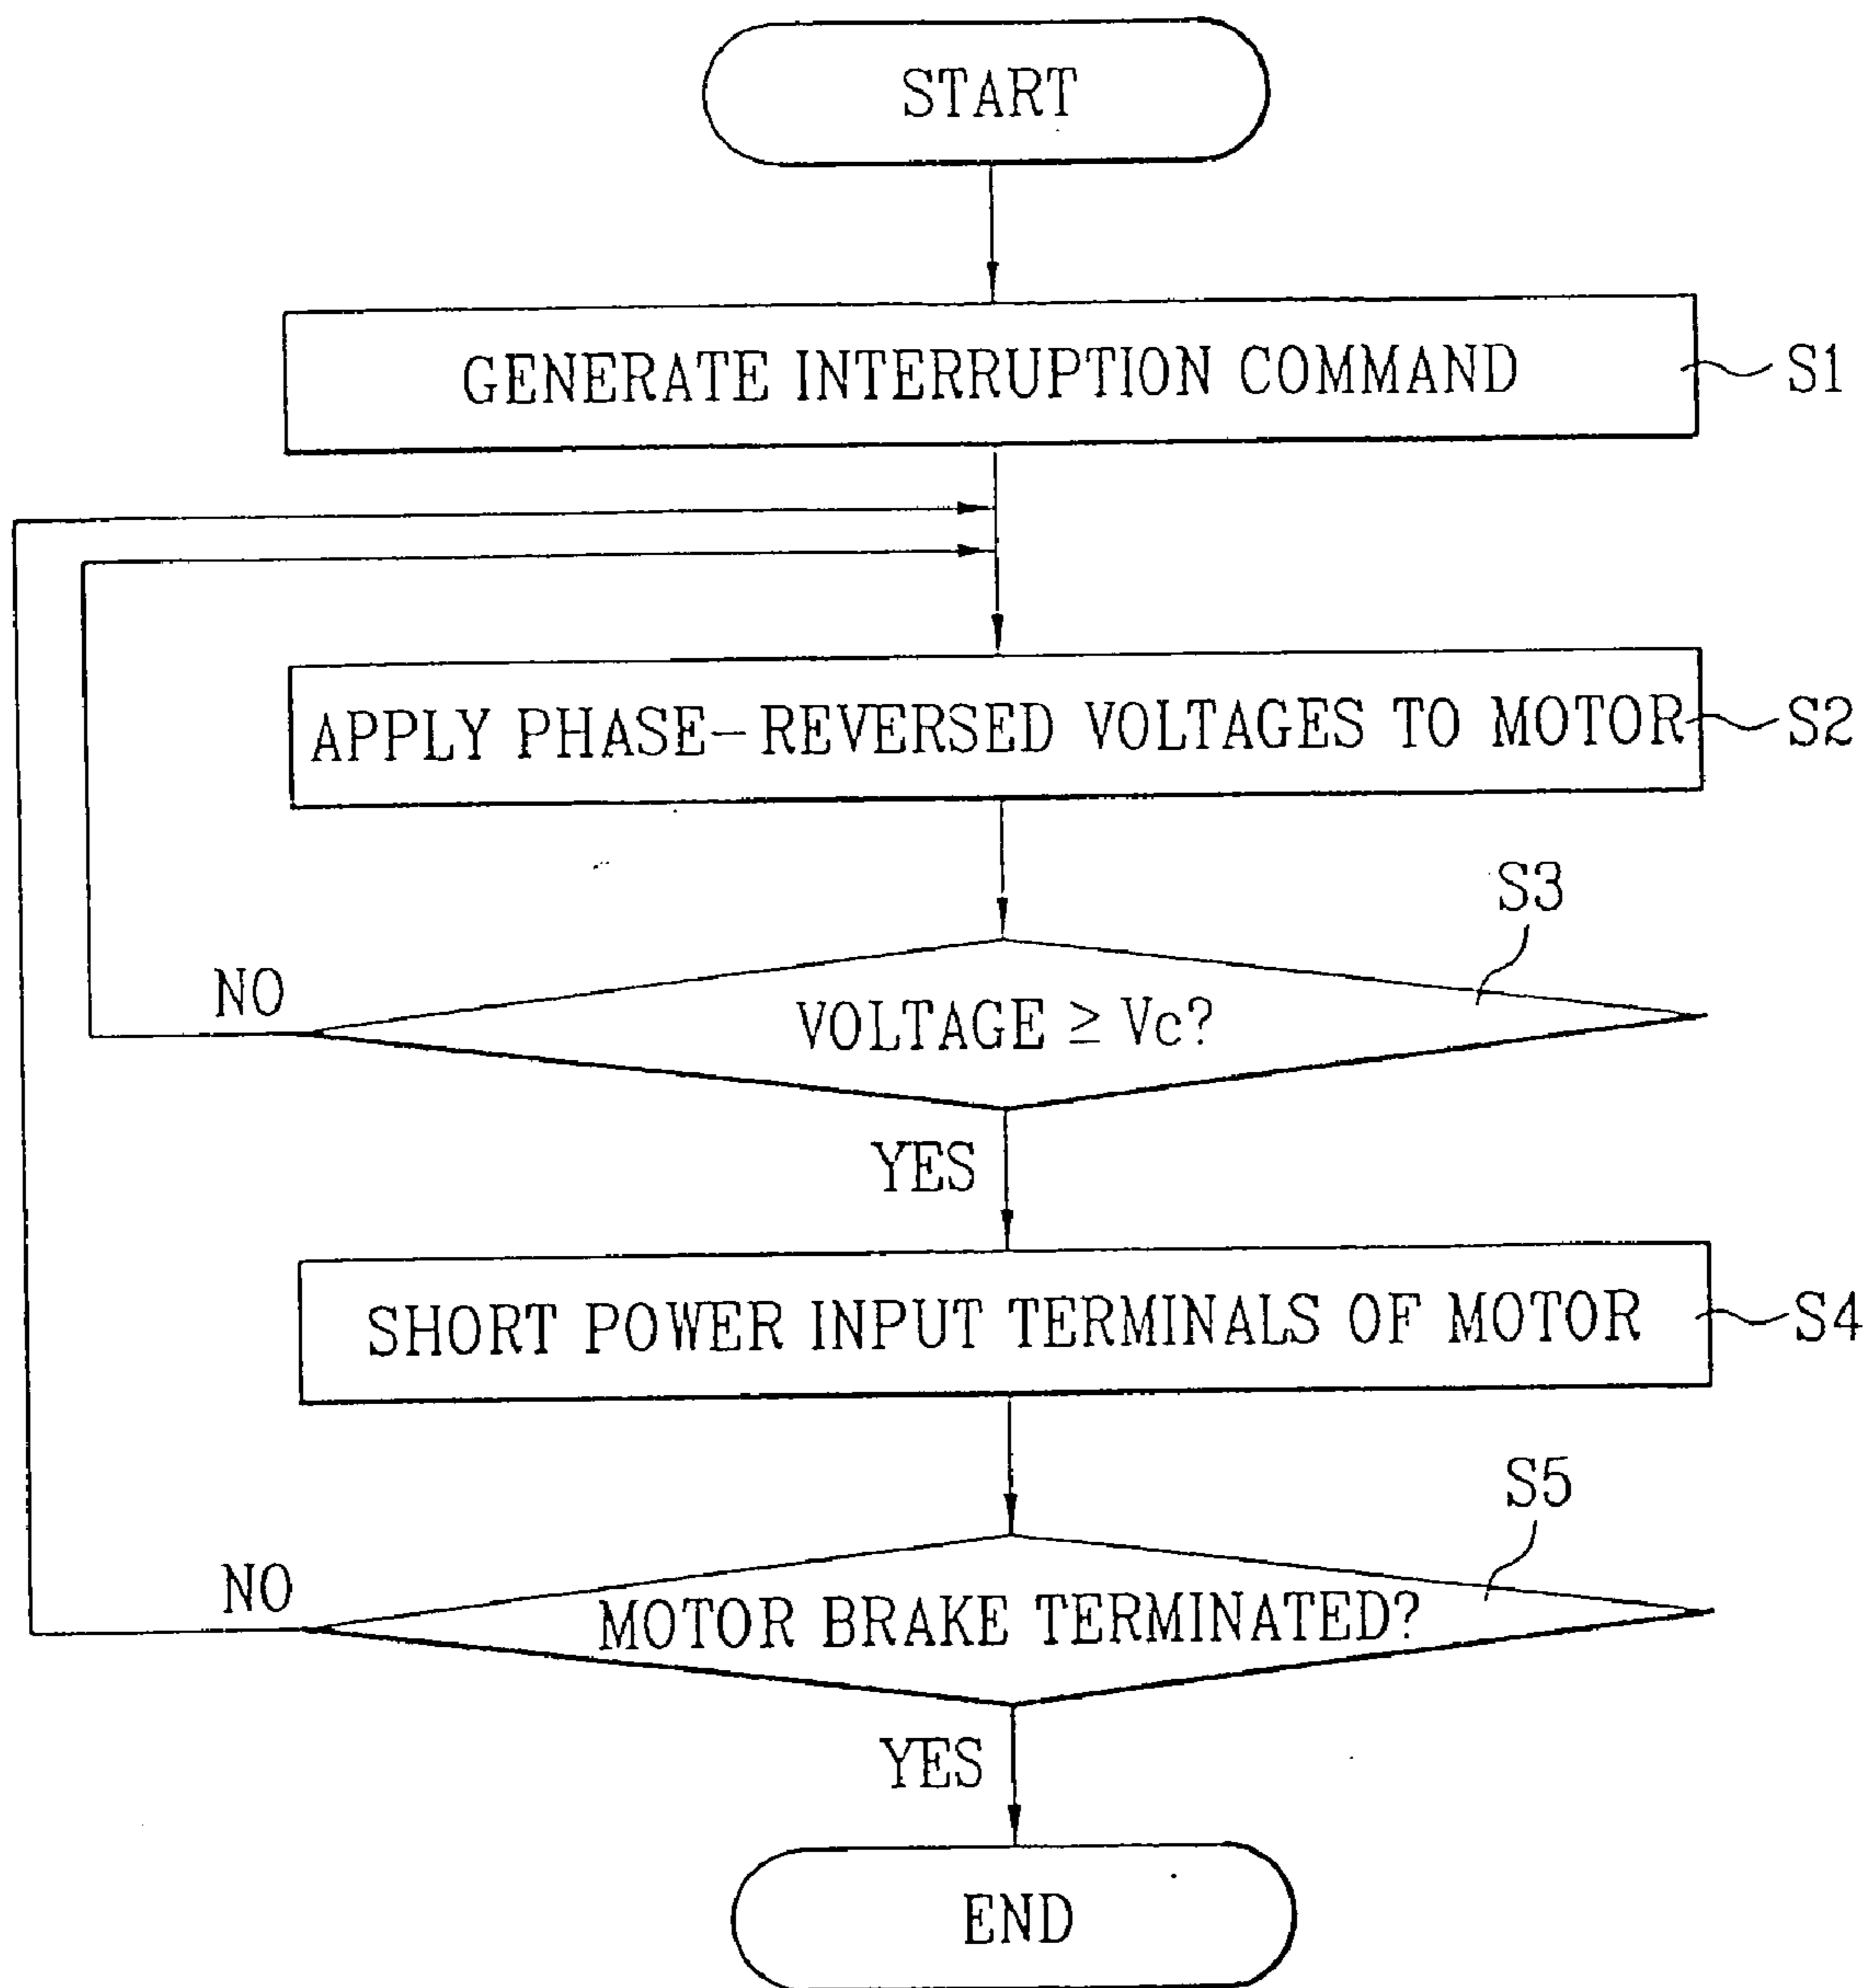 START
GENERATE INTERRUPTION COMMAND
S1
APPLY PHASE-REVERSED VOLTAGES TO MOTOR
S2
S3
NO
VOLTAGE ≥ Vc?
YES
SHORT POWER INPUT TERMINALS OF MOTOR
S4
S5
NO
MOTOR BRAKE TERMINATED?
YES
END